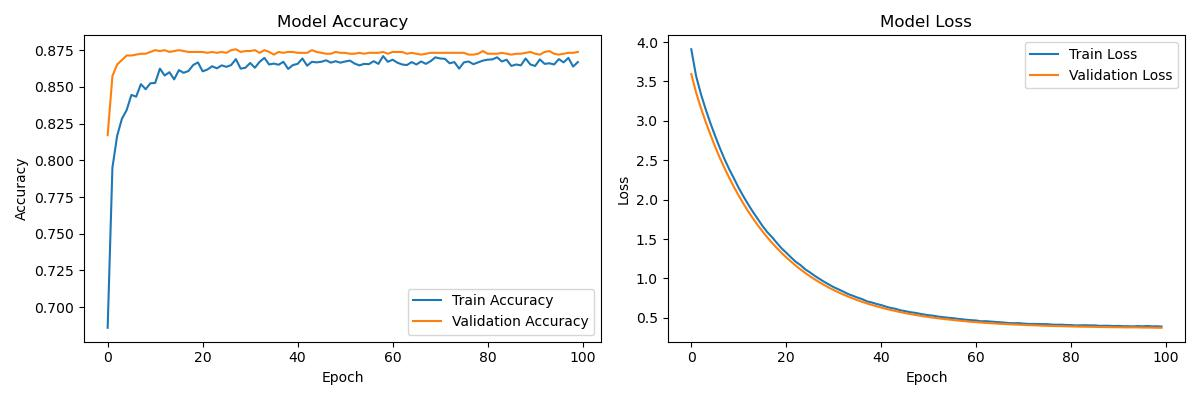 Model Accuracy
Accuracy
0.875
0.850
0.825
0.800
0.775
0.750
0.725
0.700
0 20 40 60 80 100
Epoch
Train Accuracy
Validation Accuracy
Model Loss
Loss
4.0
3.5
3.0
2.5
2.0
1.5
1.0
0.5
0 20 40 60 80 100
Epoch
Train Loss
Validation Loss